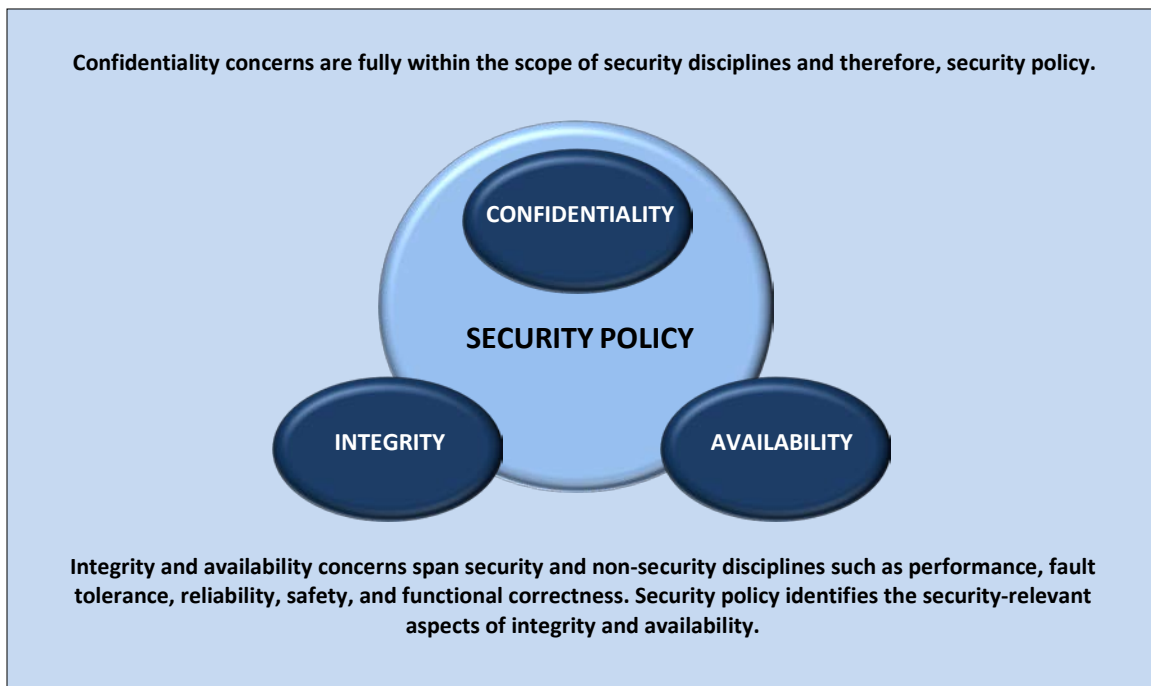 Confidentiality concerns are fully within the scope of security disciplines and therefore, security policy.
CONFIDENTIALITY
SECURITY POLICY
INTEGRITY
AVAILABILITY
Integrity and availability concerns span security and non-security disciplines such as performance, fault
tolerance, reliability, safety, and functional correctness. Security policy identifies the security-relevant
aspects of integrity and availability.